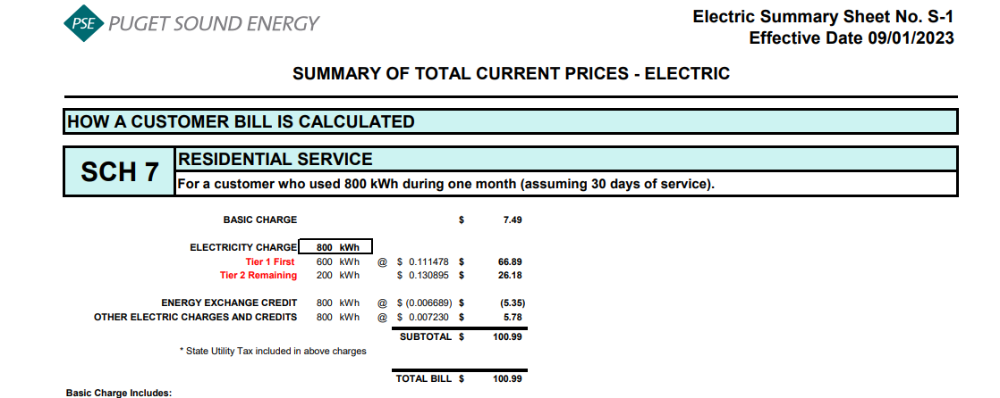 PSE PUGET SOUND ENERGY
Electric Summary Sheet No. S-1
Effective Date 09/01/2023
SUMMARY OF TOTAL CURRENT PRICES - ELECTRIC
HOW A CUSTOMER BILL IS CALCULATED
SCH 7
RESIDENTIAL SERVICE
For a customer who used 800 kWh during one month (assuming 30 days of service).
BASIC CHARGE $ 7.49
ELECTRICITY CHARGE 800 kWh
Tier 1 First 600 kWh @ $ 0.111478 $ 66.89
Tier 2 Remaining 200 kWh $ 0.130895 $ 26.18
ENERGY EXCHANGE CREDIT 800 kWh @ $ (0.006689) $ (5.35)
OTHER ELECTRIC CHARGES AND CREDITS 800 kWh @ $ 0.007230 $ 5.78
SUBTOTAL $ 100.99
* State Utility Tax included in above charges
TOTAL BILL $ 100.99
Basic Charge Includes: